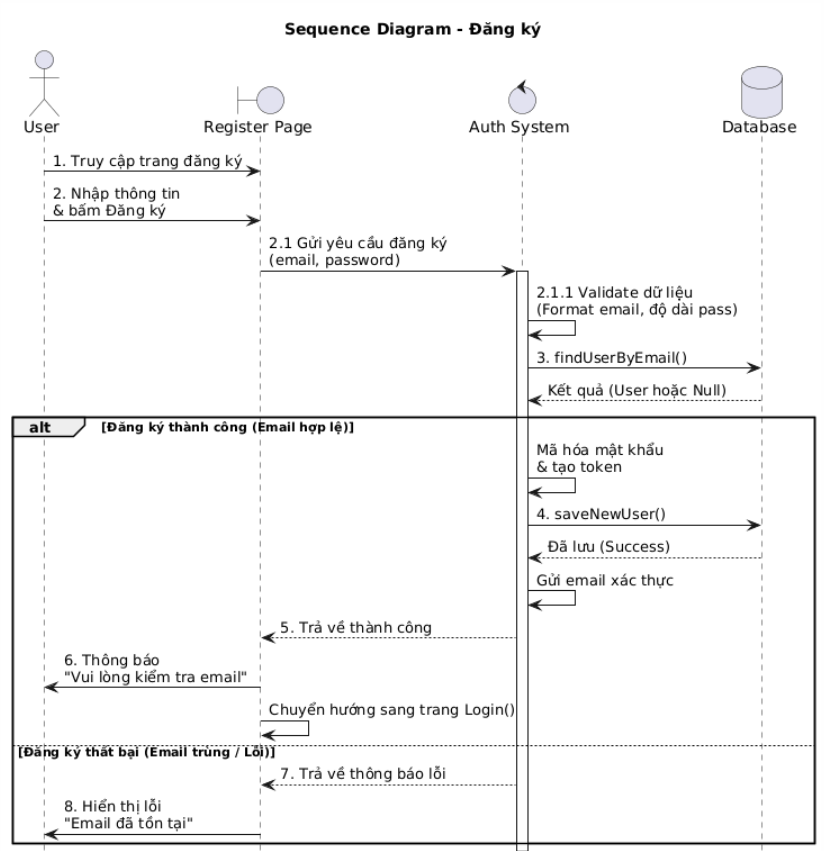 Sequence Diagram - Đăng ký
User
Register Page
Auth System
Database
1. Truy cập trang đăng ký
2. Nhập thông tin
& bấm Đăng ký
2.1 Gửi yêu cầu đăng ký
(email, password)
2.1.1 Validate dữ liệu
(Format email, độ dài pass)
3. findUserByEmail()
Kết quả (User hoặc Null)
alt [Đăng ký thành công (Email hợp lệ)]
Mã hóa mật khẩu
& tạo token
4. saveNewUser()
Đã lưu (Success)
Gửi email xác thực
5. Trả về thành công
6. Thông báo
"Vui lòng kiểm tra email"
Chuyển hướng sang trang Login()
[Đăng ký thất bại (Email trùng / Lỗi)]
7. Trả về thông báo lỗi
8. Hiển thị lỗi
"Email đã tồn tại"